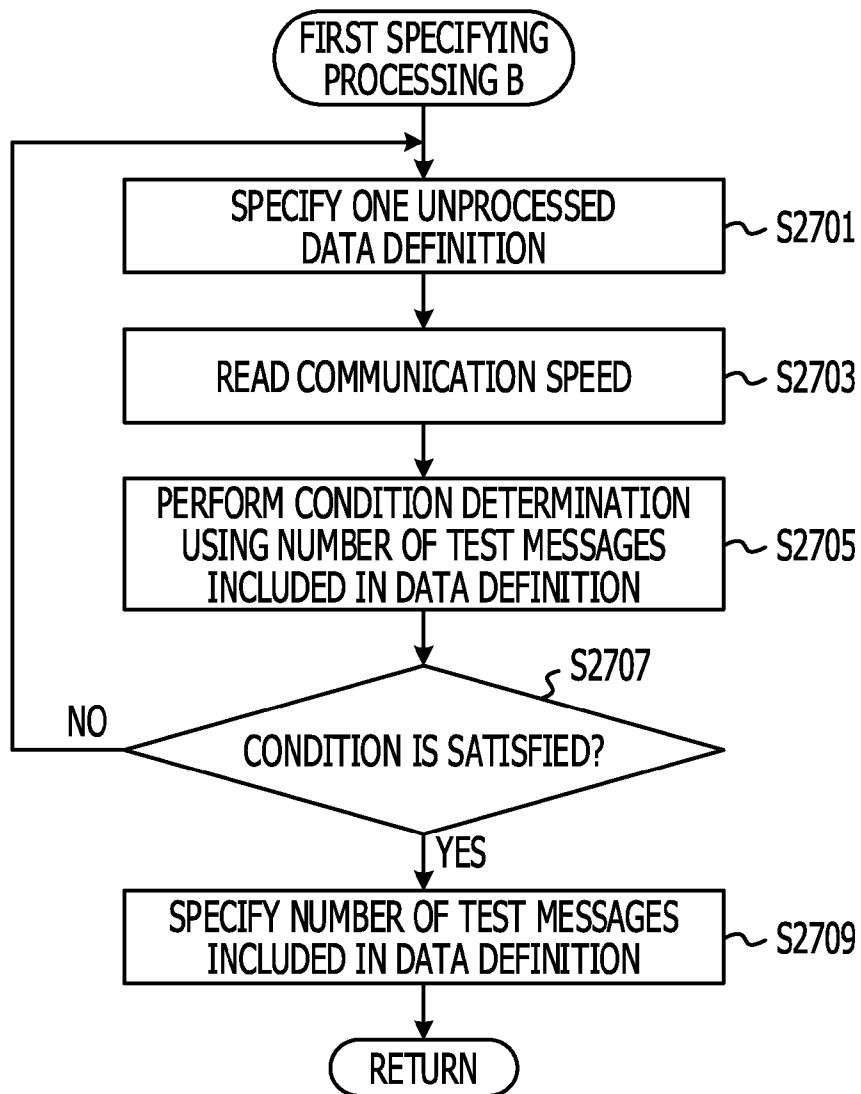 FIRST SPECIFYING
PROCESSING B
SPECIFY ONE UNPROCESSED
DATA DEFINITION
S2701
READ COMMUNICATION SPEED
S2703
PERFORM CONDITION DETERMINATION
USING NUMBER OF TEST MESSAGES
INCLUDED IN DATA DEFINITION
S2705
S2707
NO
CONDITION IS SATISFIED?
YES
SPECIFY NUMBER OF TEST MESSAGES
INCLUDED IN DATA DEFINITION
S2709
RETURN